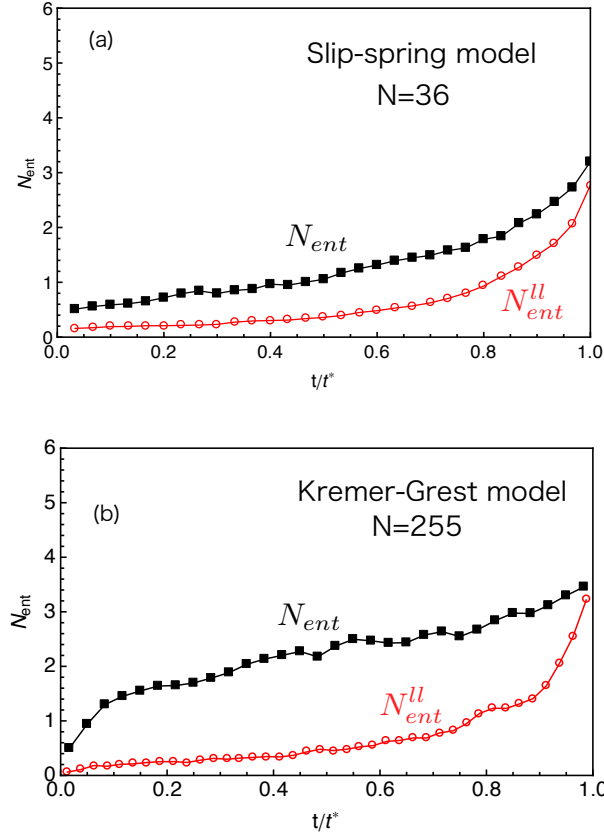 6
(a)
Slip-spring model
5
N=36
4
N_ent
3
2
N_ent
1
N^ll_ent
0
0.0 0.2 0.4 0.6 0.8 1.0
t/t*
6
Kremer-Grest model
5
(b)
N=255
4
N_ent
3
N_ent
2
N^ll_ent
1
0
0.0 0.2 0.4 0.6 0.8 1.0
t/t*